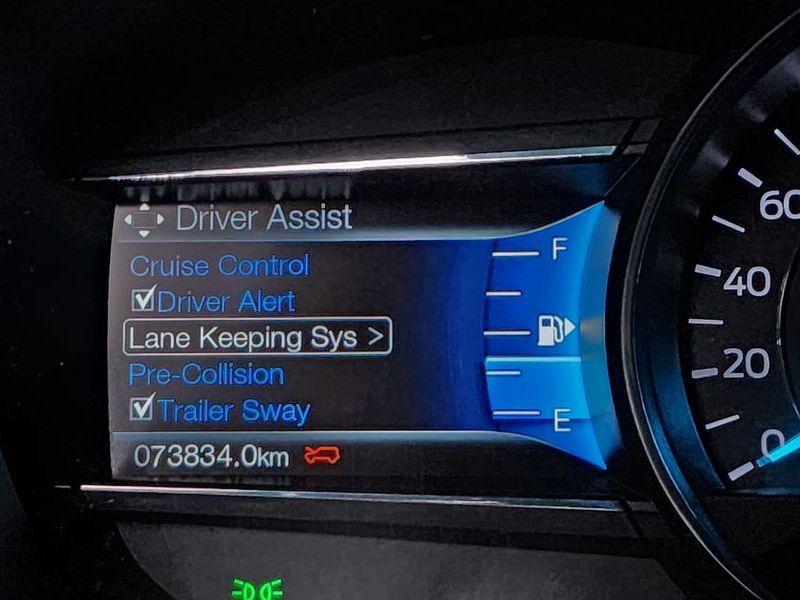 Driver Assist
Cruise Control
Driver Alert
Lane Keeping Sys >
Pre-Collision
Trailer Sway
073834.0km
F
E
60
40
20
0